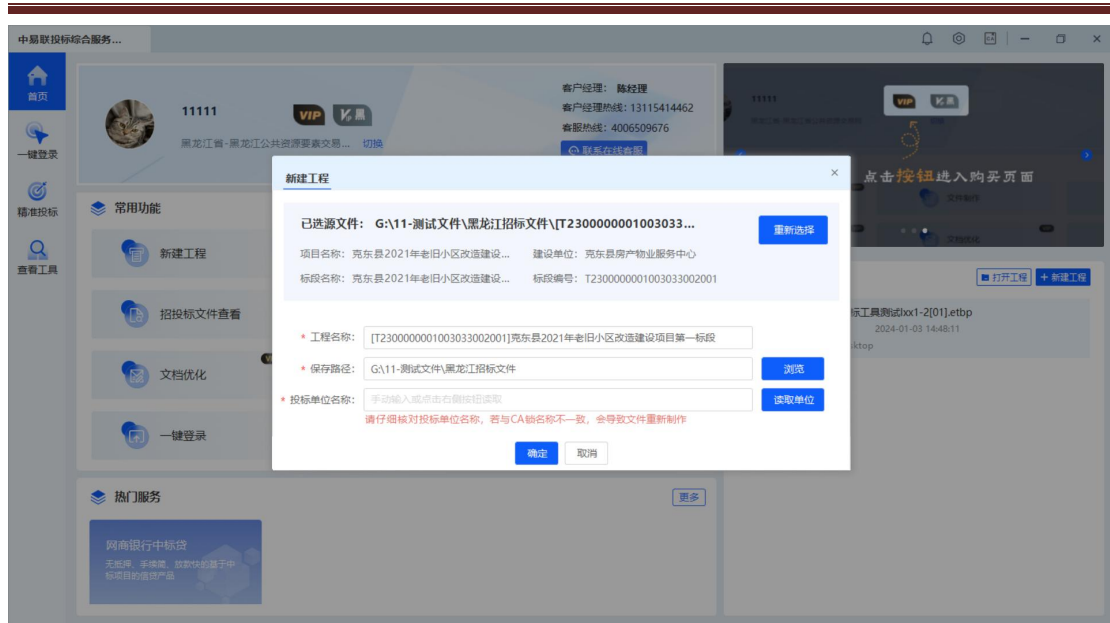 中易联投标综合服务...
首页
一键登录
精准投标
查看工具
11111
VIP
黑
黑龙江省-黑龙江公共资源要素交易... 切换
客户经理： 陈经理
客户经理热线：13115414462
客服热线：4006509676
联系在线客服
11111
VIP
黑
点击按钮进入购买页面
文件制作
文档优化
常用功能
新建工程
招投标文件查看
文档优化
一键登录
打开工程
+ 新建工程
标工具测试lxx1-2[01].etbp
2024-01-03 14:48:11
ktop
新建工程
已选源文件： G:\11-测试文件\黑龙江招标文件\[T2300000001003033...
重新选择
项目名称：克东县2021年老旧小区改造建设... 建设单位：克东县房产物业服务中心
标段名称：克东县2021年老旧小区改造建设... 标段编号：T2300000001003033002001
* 工程名称： [T2300000001003033002001]克东县2021年老旧小区改造建设项目第一标段
* 保存路径： G:\11-测试文件\黑龙江招标文件 浏览
* 投标单位名称： 手动输入或点击右侧按钮读取 读取单位
请仔细核对投标单位名称，若与CA锁名称不一致，会导致文件重新制作
确定 取消
热门服务
更多
网商银行中标贷
无抵押、手续简、放款快的基于中
标项目的信贷产品